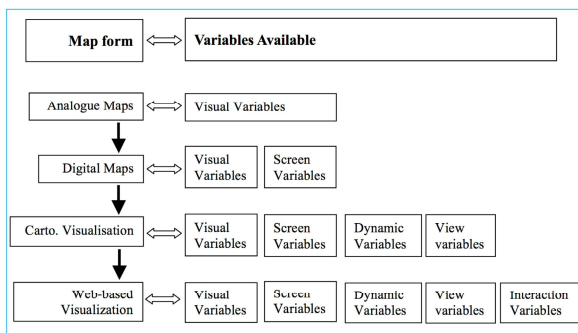 Map form
Variables Available
Analogue Maps
Visual Variables
Digital Maps
Visual
Variables
Screen
Variables
Carto. Visualisation
Visual
Variables
Screen
Variables
Dynamic
Variables
View
variables
Web-based
Visualization
Visual
Variables
Screen
Variables
Dynamic
Variables
View
variables
Interaction
Variables